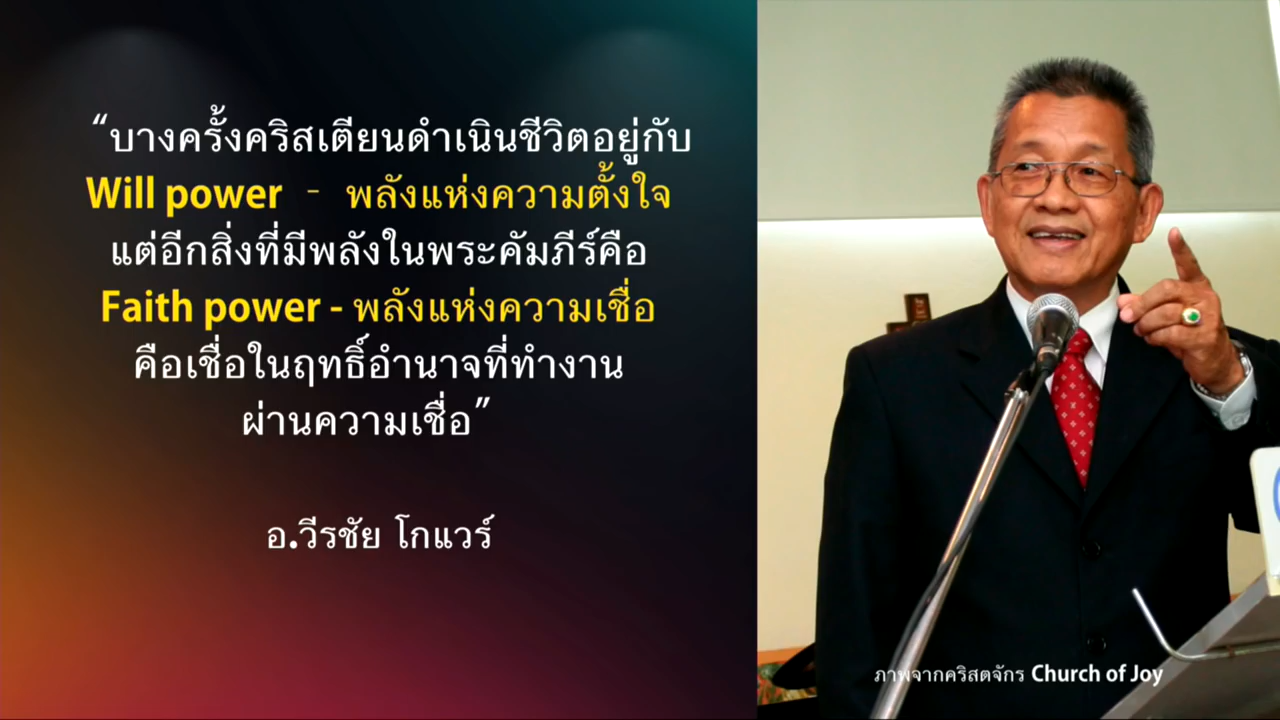 “บางครั้งคริสเตียนดำเนินชีวิตอยู่กับ
Will power - พลังแห่งความตั้งใจ
แต่อีกสิ่งที่มีพลังในพระคัมภีร์คือ
Faith power - พลังแห่งความเชื่อ
คือเชื่อในฤทธิ์อำนาจที่ทำงาน
ผ่านความเชื่อ”
อ.วีรชัย โกแวร์
ภาพจากคริสตจักร Church of Joy